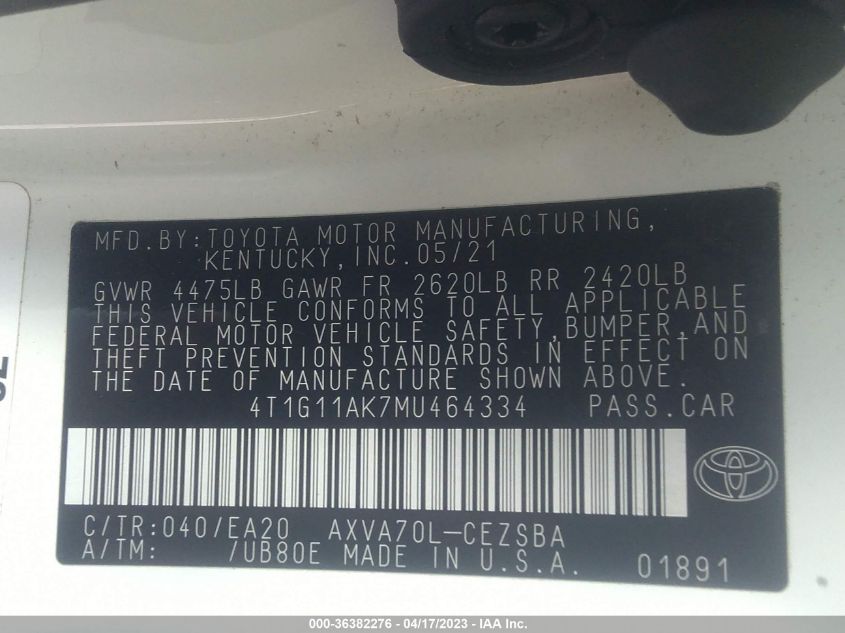 MFD.BY:TOYOTA MOTOR MANUFACTURING,
KENTUCKY,INC.05/21
GVWR 4475LB GAWR FR 2620LB RR 2420LB
THIS VEHICLE CONFORMS TO ALL APPLICABLE
FEDERAL MOTOR VEHICLE SAFETY,BUMPER,AND
THEFT PREVENTION STANDARDS IN EFFECT ON
THE DATE OF MANUFACTURE SHOWN ABOVE.
4T1G11AK7MU464334 PASS.CAR
C/TR:040/EA20 AXVA70L-CEZSBA
A/TM: /UB80E MADE IN U.S.A. 01891
000-36382276 - 04/17/2023 - IAA Inc.